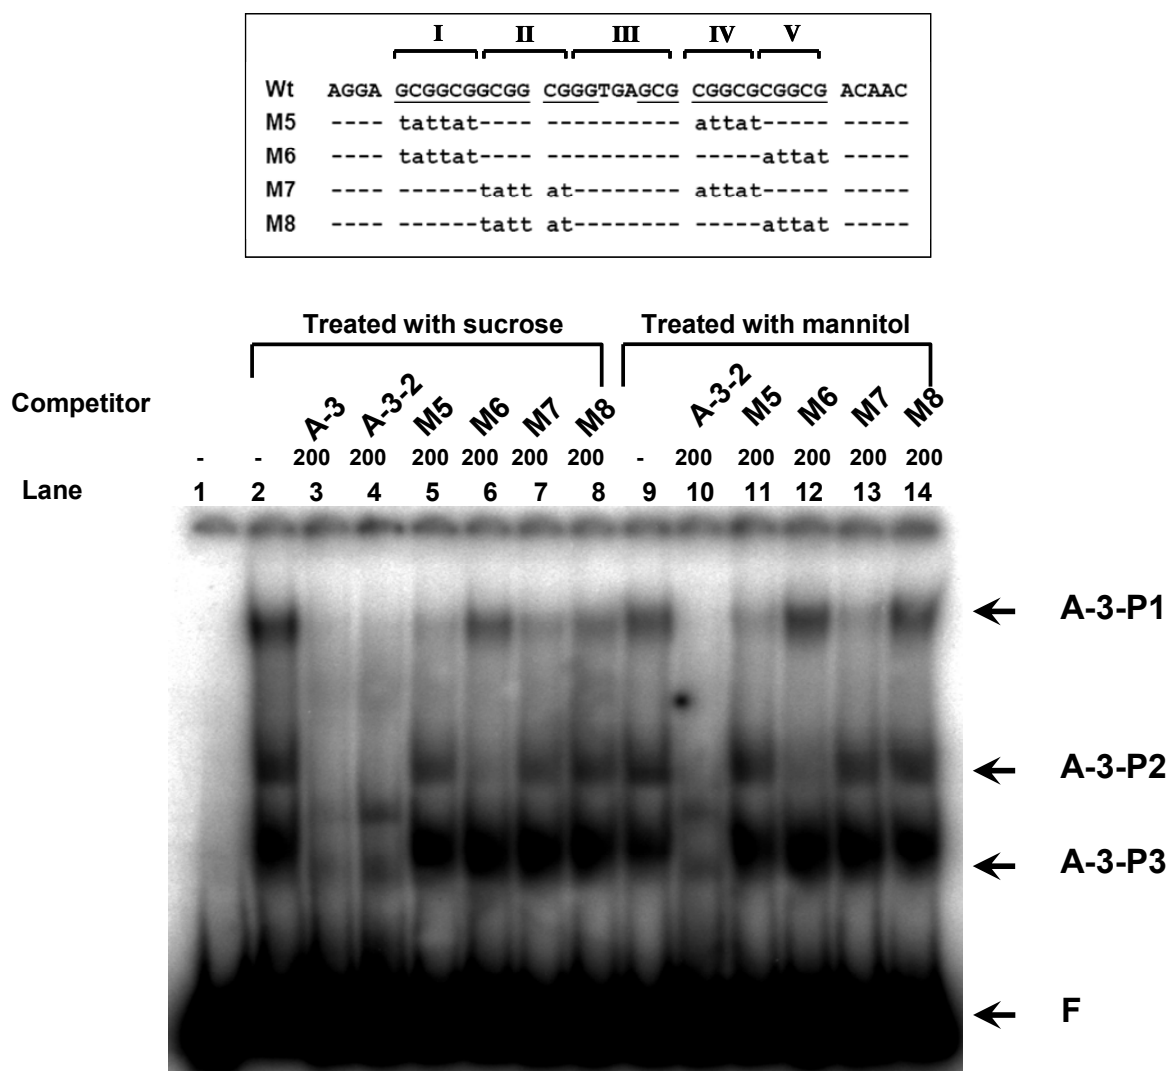 I II III IV V
Wt AGGA GCGGCGGCGG CGGGTGAGCG CGGCGCGGCG ACAAC
M5 ---- tattat---- ---------- attat----- -----
M6 ---- tattat---- ---------- -----attat -----
M7 ---- ------tatt at-------- attat----- -----
M8 ---- ------tatt at-------- -----attat -----
Treated with sucrose Treated with mannitol
Competitor A-3 A-3-2 M5 M6 M7 M8 A-3-2 M5 M6 M7 M8
- - 200 200 200 200 200 200 - 200 200 200 200 200
Lane 1 2 3 4 5 6 7 8 9 10 11 12 13 14
A-3-P1
A-3-P2
A-3-P3
F